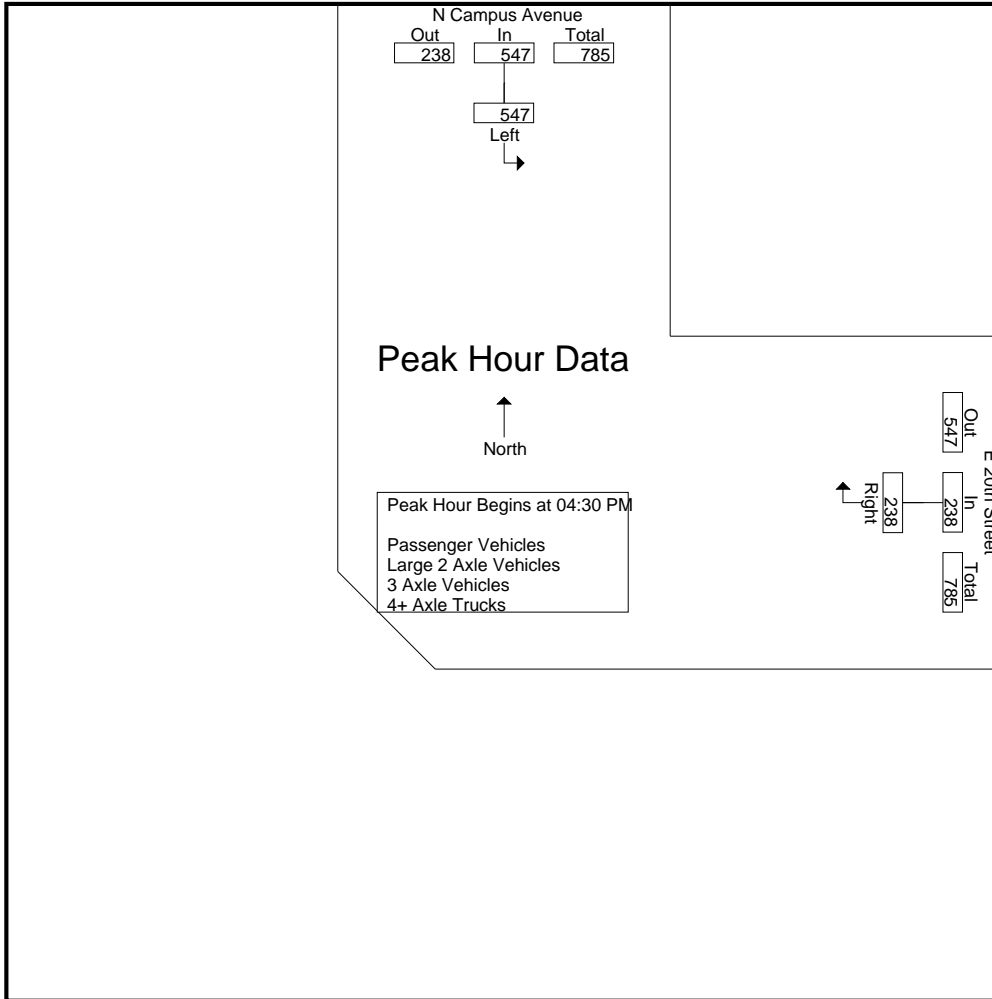 N Campus Avenue
Out In Total
238 547 785
547
Left
Peak Hour Data
North
Peak Hour Begins at 04:30 PM
Passenger Vehicles
Large 2 Axle Vehicles
3 Axle Vehicles
4+ Axle Trucks
E 20th Street
Out In Total
547 238 785
238
Right